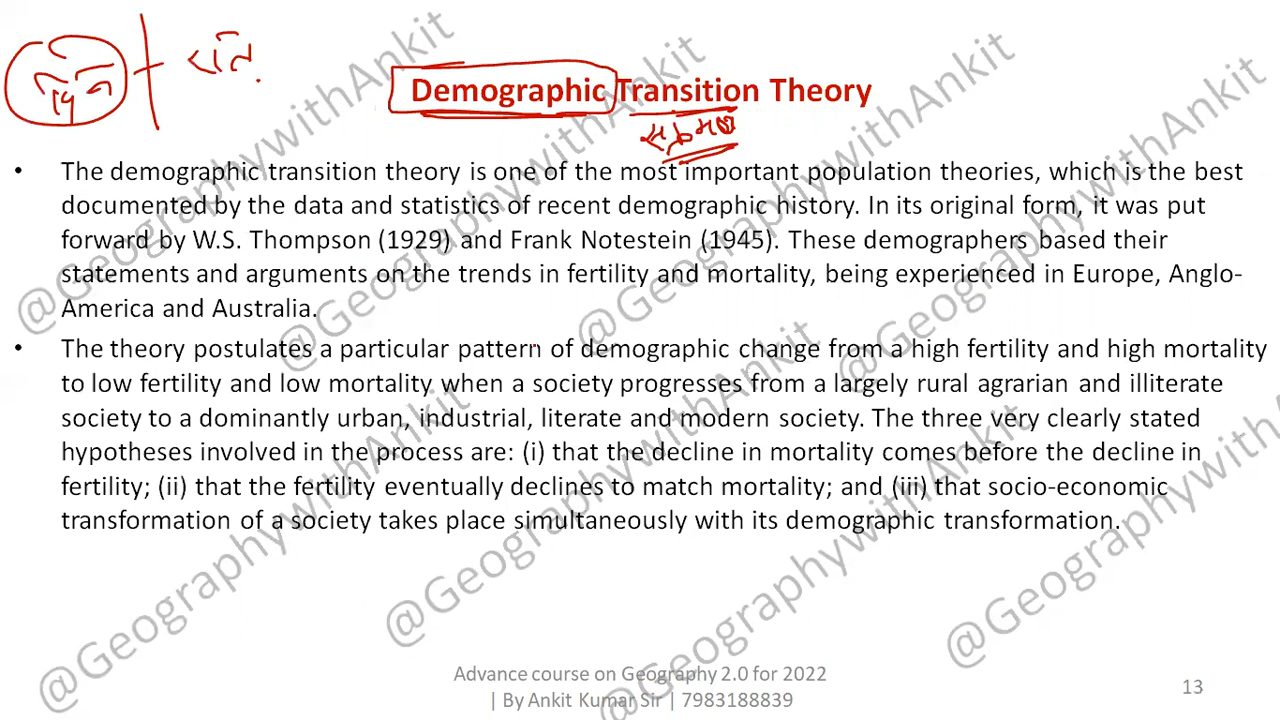 Demographic Transition Theory
• The demographic transition theory is one of the most important population theories, which is the best
documented by the data and statistics of recent demographic history. In its original form, it was put
forward by W.S. Thompson (1929) and Frank Notestein (1945). These demographers based their
statements and arguments on the trends in fertility and mortality, being experienced in Europe, Anglo-
America and Australia.
• The theory postulates a particular pattern of demographic change from a high fertility and high mortality
to low fertility and low mortality when a society progresses from a largely rural agrarian and illiterate
society to a dominantly urban, industrial, literate and modern society. The three very clearly stated
hypotheses involved in the process are: (i) that the decline in mortality comes before the decline in
fertility; (ii) that the fertility eventually declines to match mortality; and (iii) that socio-economic
transformation of a society takes place simultaneously with its demographic transformation.
@GeographywithAnkit
@GeographywithAnkit
@GeographywithAnkit
@GeographywithAnkit
@GeographywithAnkit
@GeographywithAnkit
@GeographywithAnkit
@GeographywithAnkit
Advance course on Geography 2.0 for 2022
| By Ankit Kumar Sir | 7983188839
13